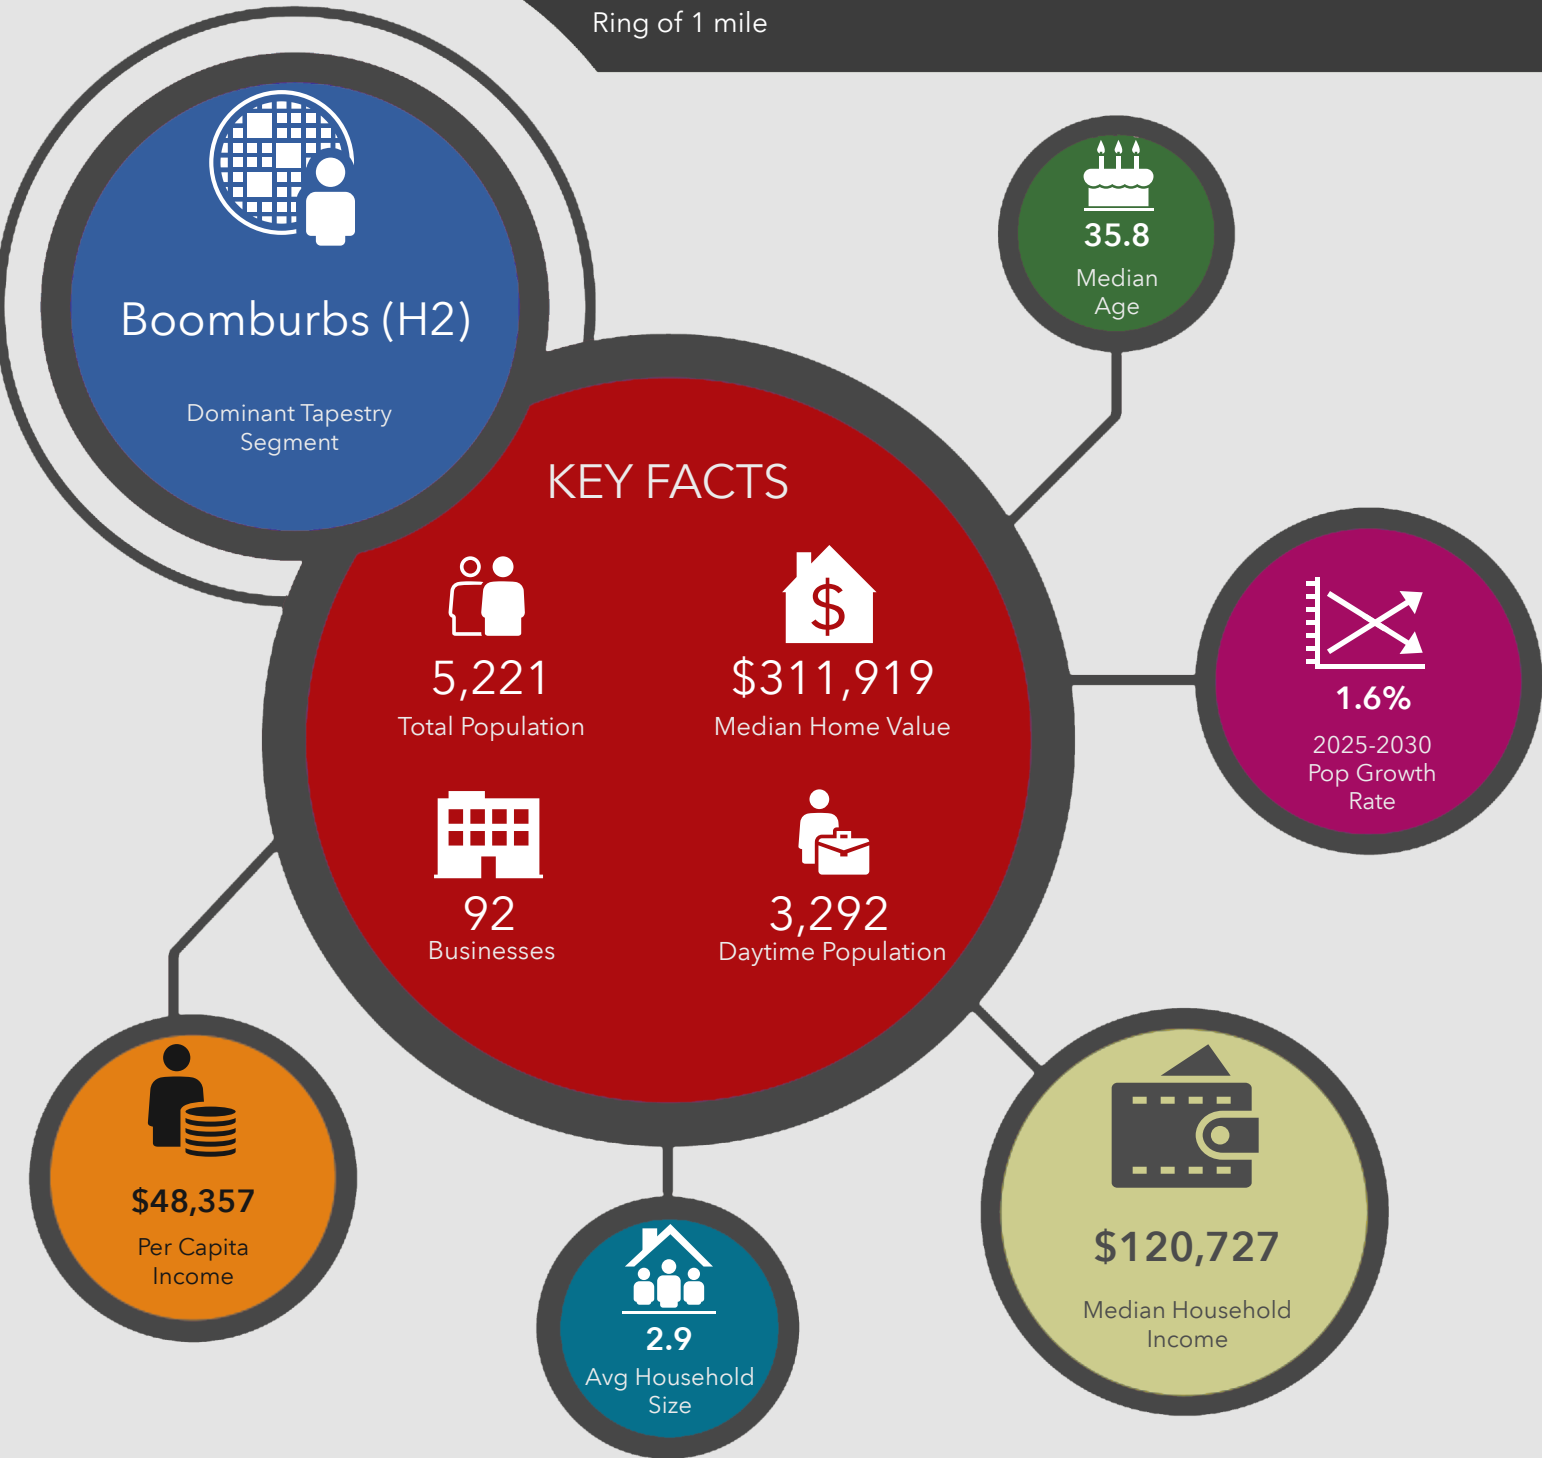 Ring of 1 mile
Boomburbs (H2)
Dominant Tapestry
Segment
35.8
Median
Age
KEY FACTS
5,221
Total Population
$311,919
Median Home Value
92
Businesses
3,292
Daytime Population
1.6%
2025-2030
Pop Growth
Rate
$48,357
Per Capita
Income
2.9
Avg Household
Size
$120,727
Median Household
Income